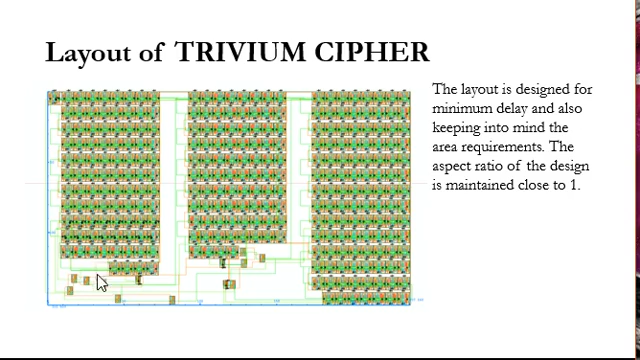 Layout of TRIVIUM CIPHER
The layout is designed for
minimum delay and also
keeping into mind the
area requirements. The
aspect ratio of the design
is maintained close to 1.